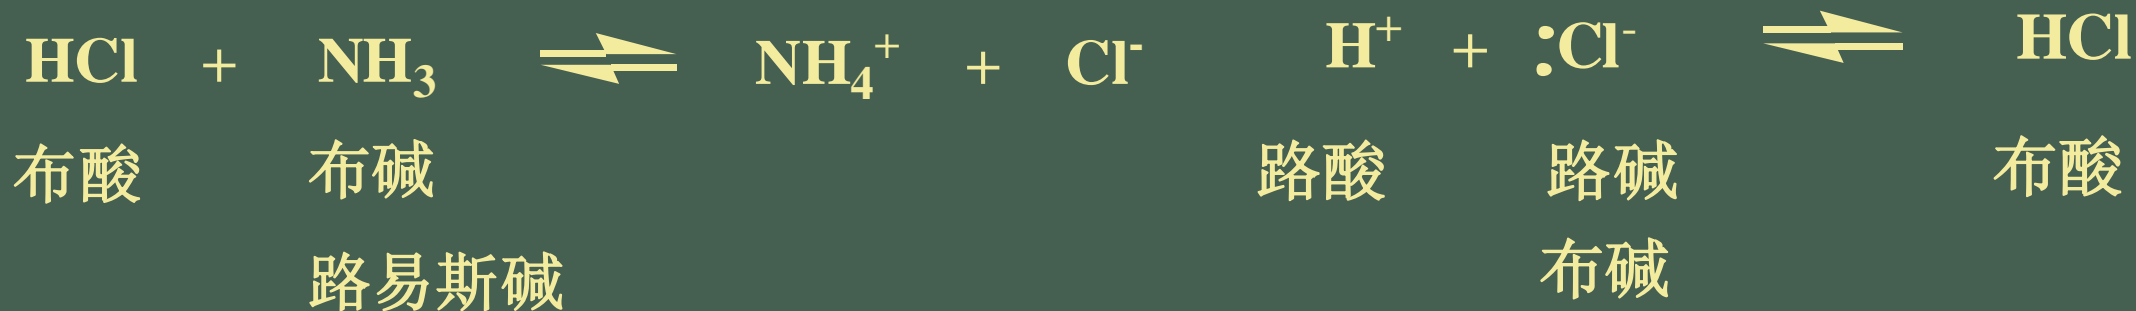 HCl + NH₃ ⇌ NH₄⁺ + Cl⁻ H⁺ + :Cl⁻ ⇌ HCl
布酸 布碱 路酸 路碱 布酸
路易斯碱 布碱